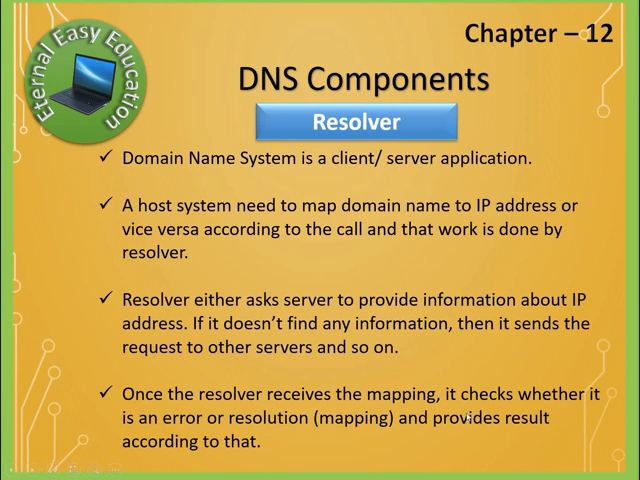 Eternal Easy Education
Chapter – 12
DNS Components
Resolver
✓ Domain Name System is a client/ server application.
✓ A host system need to map domain name to IP address or
vice versa according to the call and that work is done by
resolver.
✓ Resolver either asks server to provide information about IP
address. If it doesn’t find any information, then it sends the
request to other servers and so on.
✓ Once the resolver receives the mapping, it checks whether it
is an error or resolution (mapping) and provides result
according to that.